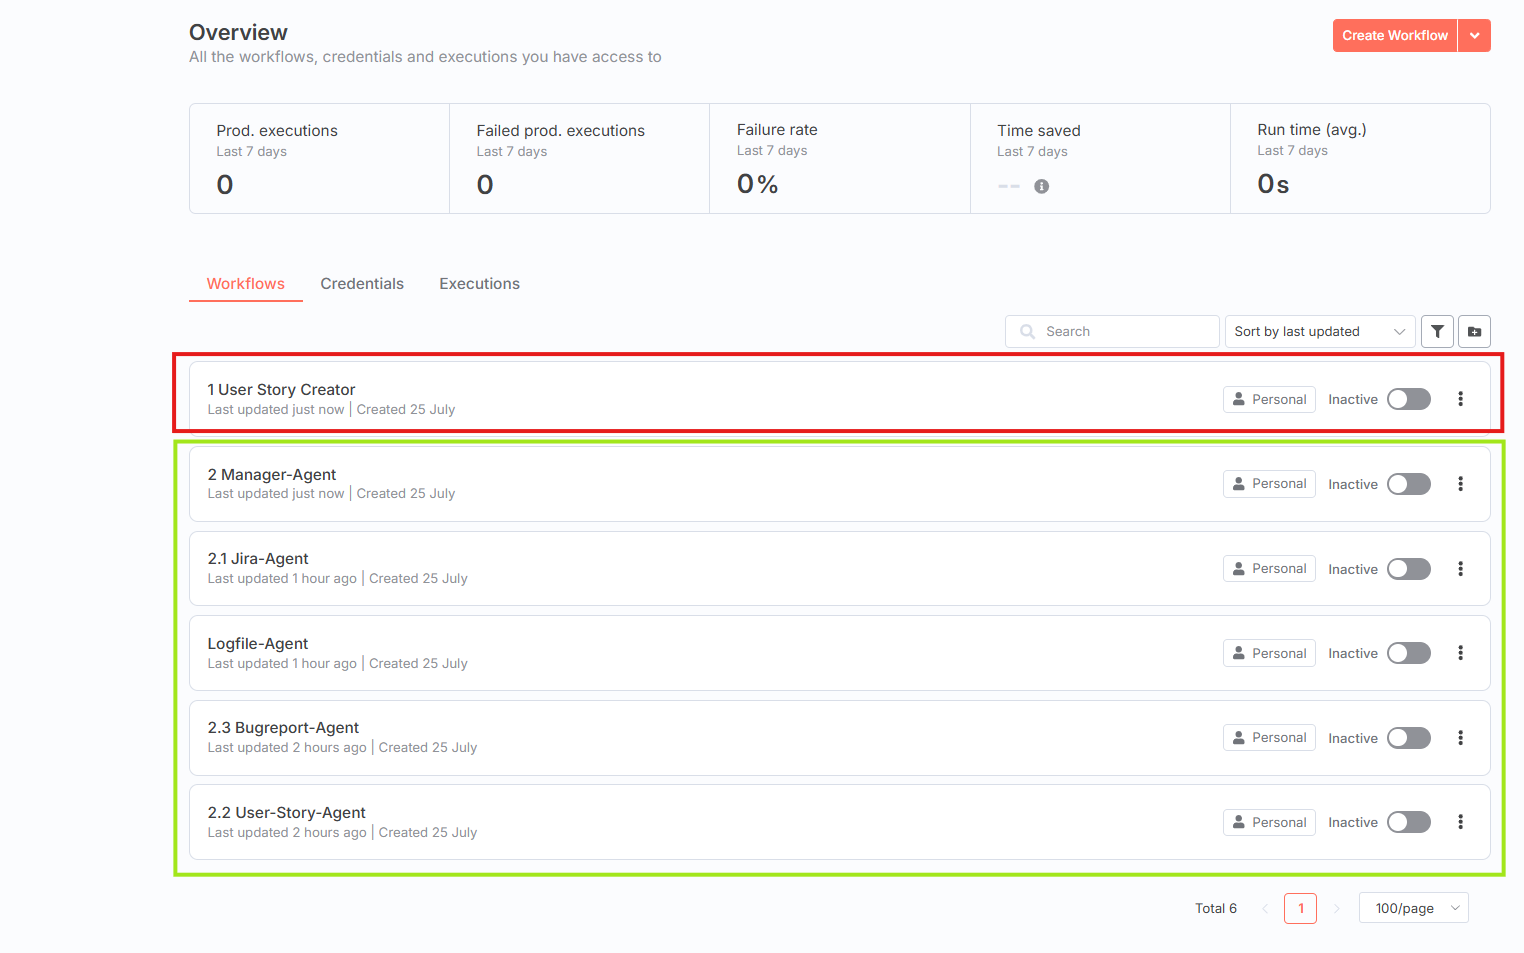 Overview
All the workflows, credentials and executions you have access to
Create Workflow
Prod. executions
Last 7 days
0
Failed prod. executions
Last 7 days
0
Failure rate
Last 7 days
0%
Time saved
Last 7 days
--
Run time (avg.)
Last 7 days
0s
Workflows Credentials Executions
Search Sort by last updated
1 User Story Creator
Last updated just now | Created 25 July
Personal Inactive
2 Manager-Agent
Last updated just now | Created 25 July
Personal Inactive
2.1 Jira-Agent
Last updated 1 hour ago | Created 25 July
Personal Inactive
Logfile-Agent
Last updated 1 hour ago | Created 25 July
Personal Inactive
2.3 Bugreport-Agent
Last updated 2 hours ago | Created 25 July
Personal Inactive
2.2 User-Story-Agent
Last updated 2 hours ago | Created 25 July
Personal Inactive
Total 6 1 100/page